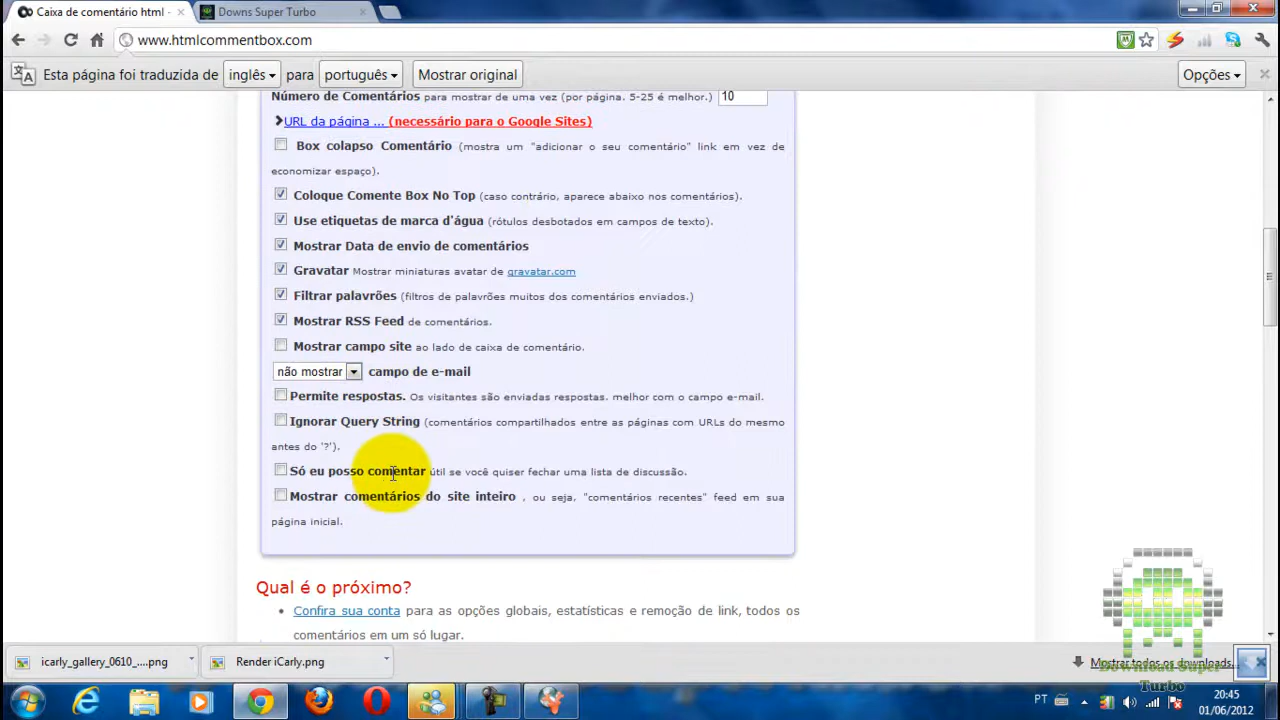 Caixa de comentário html -
Downs Super Turbo
www.htmlcommentbox.com
Esta página foi traduzida de inglês para português Mostrar original Opções
Número de Comentários para mostrar de uma vez (por página. 5-25 é melhor.) 10
URL da página ... (necessário para o Google Sites)
Box colapso Comentário (mostra um "adicionar o seu comentário" link em vez de
economizar espaço).
Coloque Comente Box No Top (caso contrário, aparece abaixo nos comentários).
Use etiquetas de marca d'água (rótulos desbotados em campos de texto).
Mostrar Data de envio de comentários
Gravatar Mostrar miniaturas avatar de gravatar.com
Filtrar palavrões (filtros de palavrões muitos dos comentários enviados.)
Mostrar RSS Feed de comentários.
Mostrar campo site ao lado de caixa de comentário.
não mostrar campo de e-mail
Permite respostas. Os visitantes são enviadas respostas. melhor com o campo e-mail.
Ignorar Query String (comentários compartilhados entre as páginas com URLs do mesmo
antes do '?').
Só eu posso comentar útil se você quiser fechar uma lista de discussão.
Mostrar comentários do site inteiro , ou seja, "comentários recentes" feed em sua
página inicial.
Qual é o próximo?
Confira sua conta para as opções globais, estatísticas e remoção de link, todos os
comentários em um só lugar.
icarly_gallery_0610_....png
Render iCarly.png
Mostrar todos os downloads...
Download Super
Turbo
PT
20:45
01/06/2012